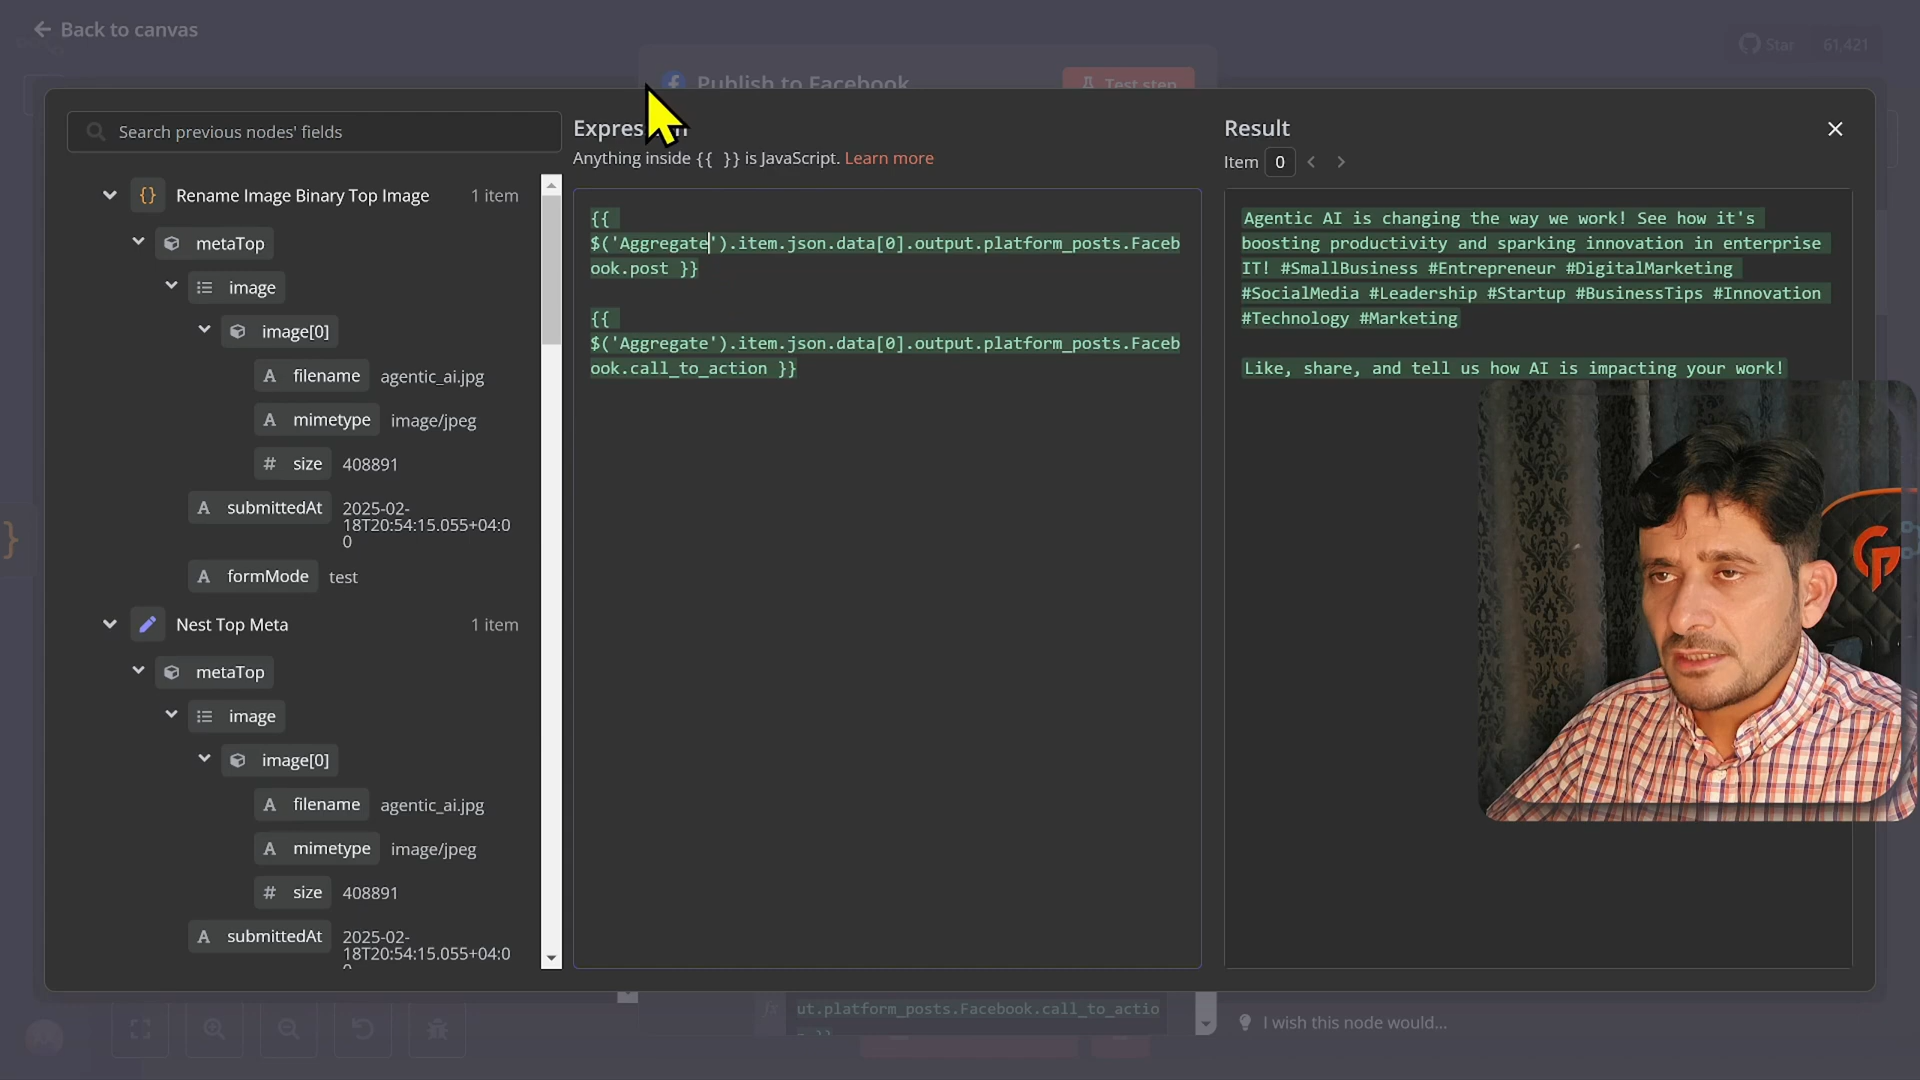 Back to canvas
Star 61,421
Publish to Facebook
Test step
Search previous nodes' fields
Rename Image Binary Top Image 1 item
metaTop
image
image[0]
A filename agentic_ai.jpg
A mimetype image/jpeg
# size 408891
A submittedAt 2025-02-
18T20:54:15.055+04:0
0
A formMode test
Nest Top Meta 1 item
metaTop
image
image[0]
A filename agentic_ai.jpg
A mimetype image/jpeg
# size 408891
A submittedAt 2025-02-
18T20:54:15.055+04:0
Anything inside {{ }} is JavaScript. Learn more
{{
$('Aggregate').item.json.data[0].output.platform_posts.Faceb
ook.post }}
{{
$('Aggregate').item.json.data[0].output.platform_posts.Faceb
ook.call_to_action }}
Result
Item 0
Agentic AI is changing the way we work! See how it's
boosting productivity and sparking innovation in enterprise
IT! #SmallBusiness #Entrepreneur #DigitalMarketing
#SocialMedia #Leadership #Startup #BusinessTips #Innovation
#Technology #Marketing
Like, share, and tell us how AI is impacting your work!
fx ut.platform_posts.Facebook.call_to_actio
I wish this node would...